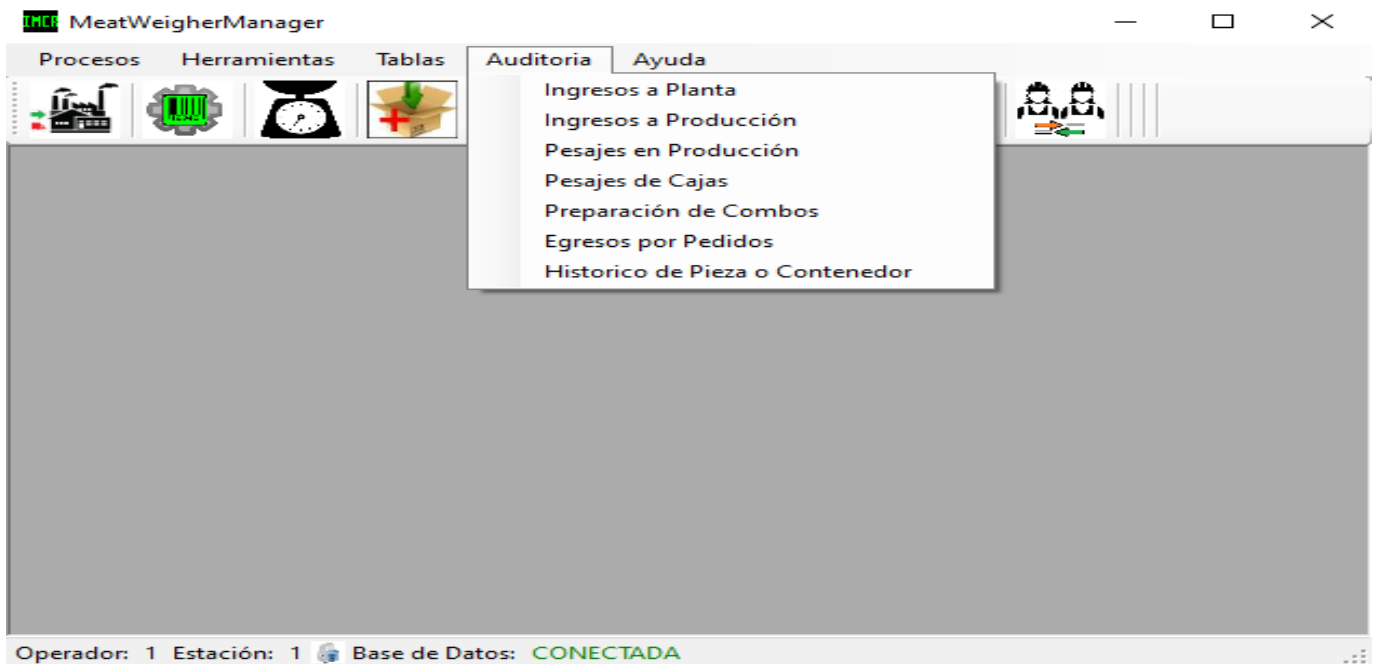 IMCR MeatWeigherManager
Procesos Herramientas Tablas Auditoria Ayuda
Ingresos a Planta
Ingresos a Producción
Pesajes en Producción
Pesajes de Cajas
Preparación de Combos
Egresos por Pedidos
Historico de Pieza o Contenedor
Operador: 1 Estación: 1 Base de Datos: CONECTADA